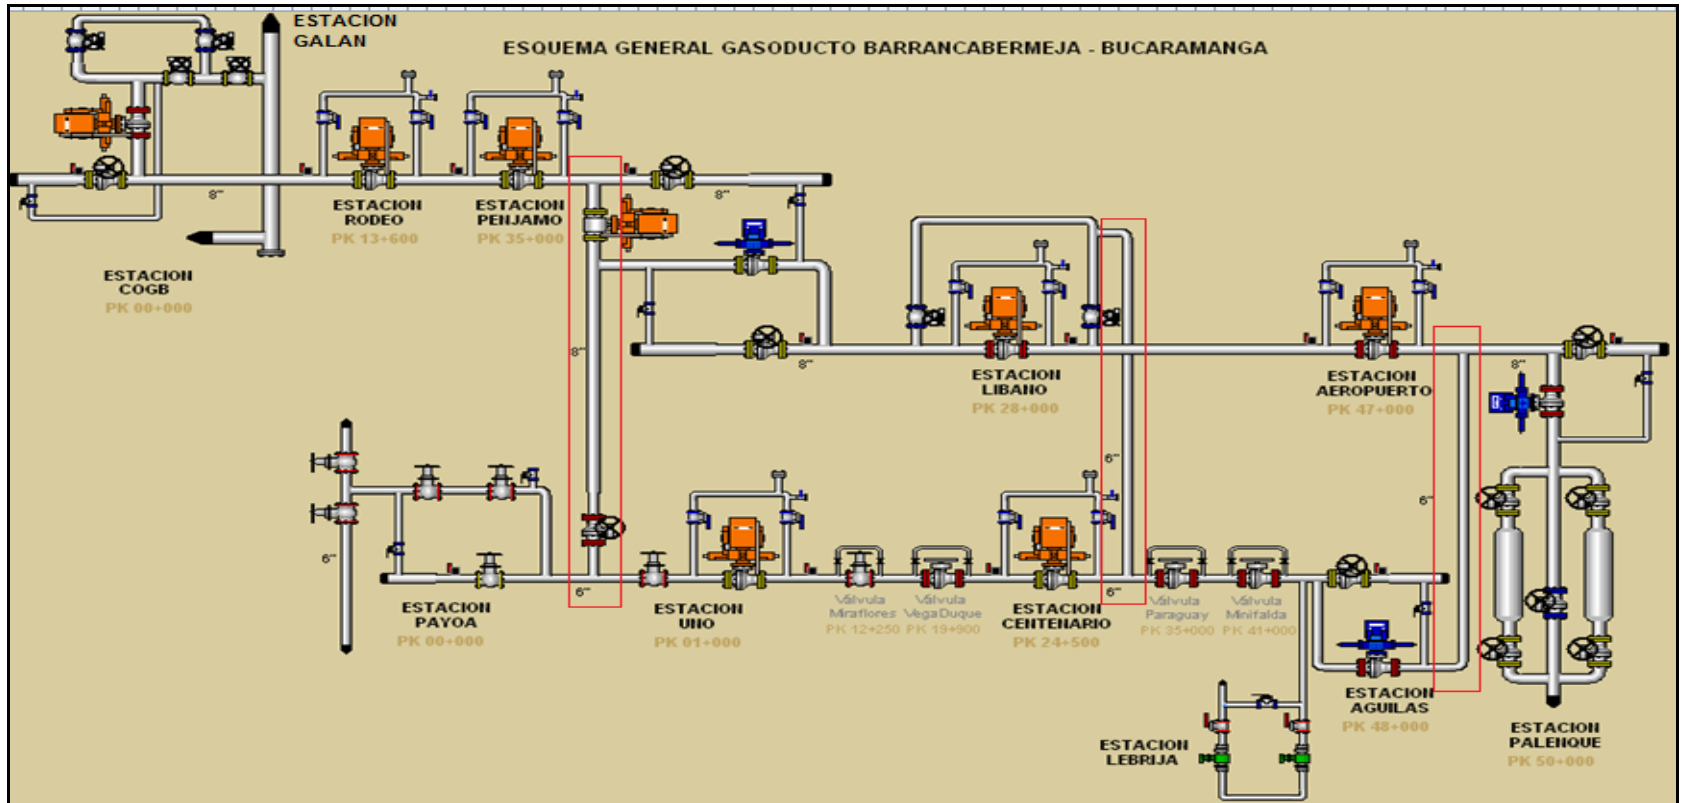 ESTACION
GALAN
ESQUEMA GENERAL GASODUCTO BARRANCABERMEJA - BUCARAMANGA
8"
8"
ESTACION
RODEO
PK 13+600
ESTACION
PENJAMO
PK 35+000
ESTACION
COGB
PK 00+000
8"
8"
8"
ESTACION
LIBANO
PK 28+000
ESTACION
AEROPUERTO
PK 47+000
6"
6"
6"
ESTACION
PAYOA
PK 00+000
6"
ESTACION
UNO
PK 01+000
Válvula
Miraflores
PK 12+250
Válvula
Vega Duque
PK 19+900
ESTACION
CENTENARIO
PK 24+500
6"
Válvula
Paraguay
PK 35+000
Válvula
Minifalda
PK 41+000
ESTACION
AGUILAS
PK 48+000
ESTACION
LEBRIJA
ESTACION
PALENQUE
PK 50+000